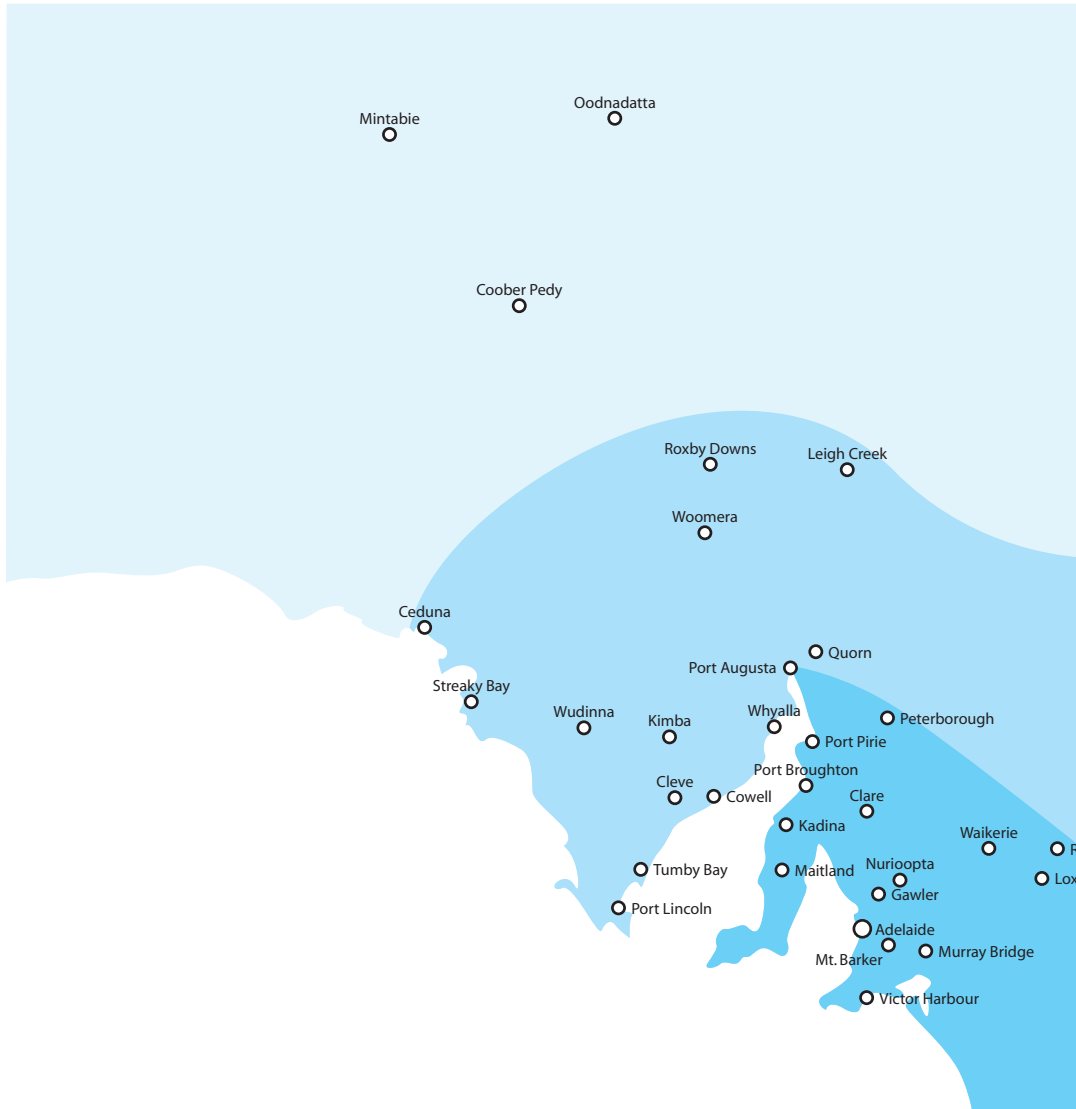 Oodnadatta
Mintabie
Coober Pedy
Roxby Downs
Leigh Creek
Woomera
Ceduna
Quorn
Port Augusta
Streaky Bay
Wudinna
Kimba
Whyalla
Peterborough
Port Pirie
Port Broughton
Cleve
Cowell
Clare
Kadina
Waikerie
R
Nurioopta
Tumby Bay
Maitland
Lox
Gawler
Port Lincoln
Adelaide
Mt. Barker
Murray Bridge
Victor Harbour